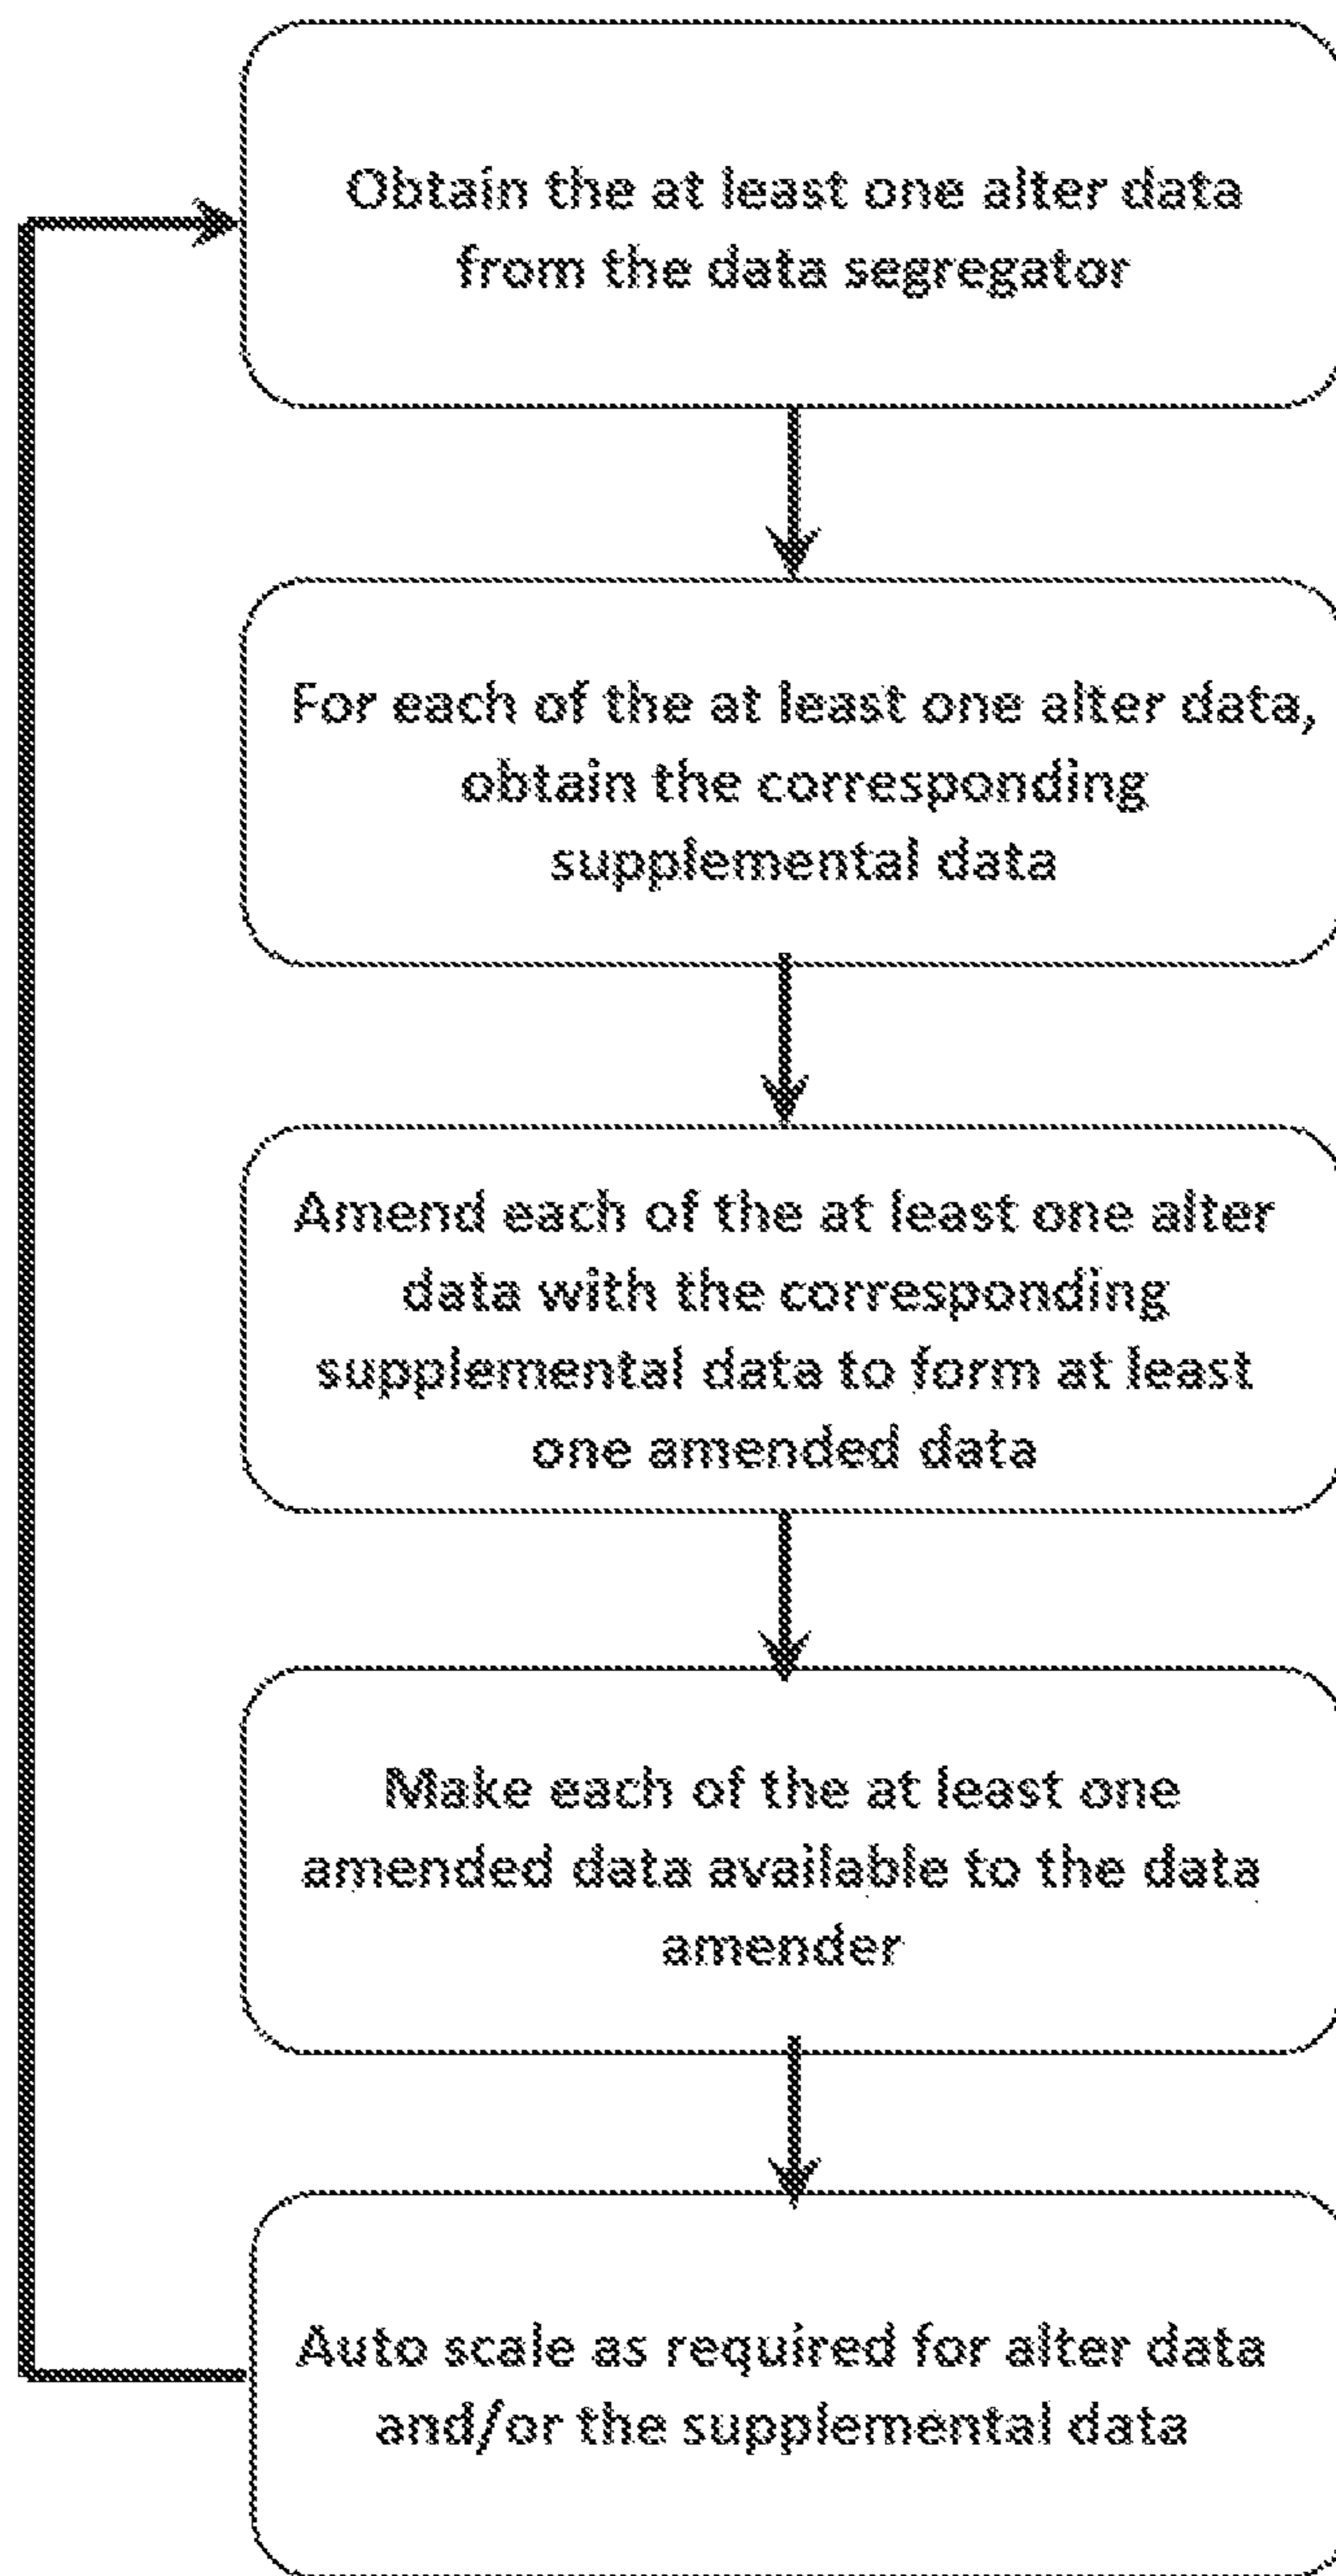 Obtain the at least one alter data
from the data segregator
For each of the at least one alter data,
obtain the corresponding
supplemental data
Amend each of the at least one alter
data with the corresponding
supplemental data to form at least
one amended data
Make each of the at least one
amended data available to the data
amender
Auto scale as required for alter data
and/or the supplemental data